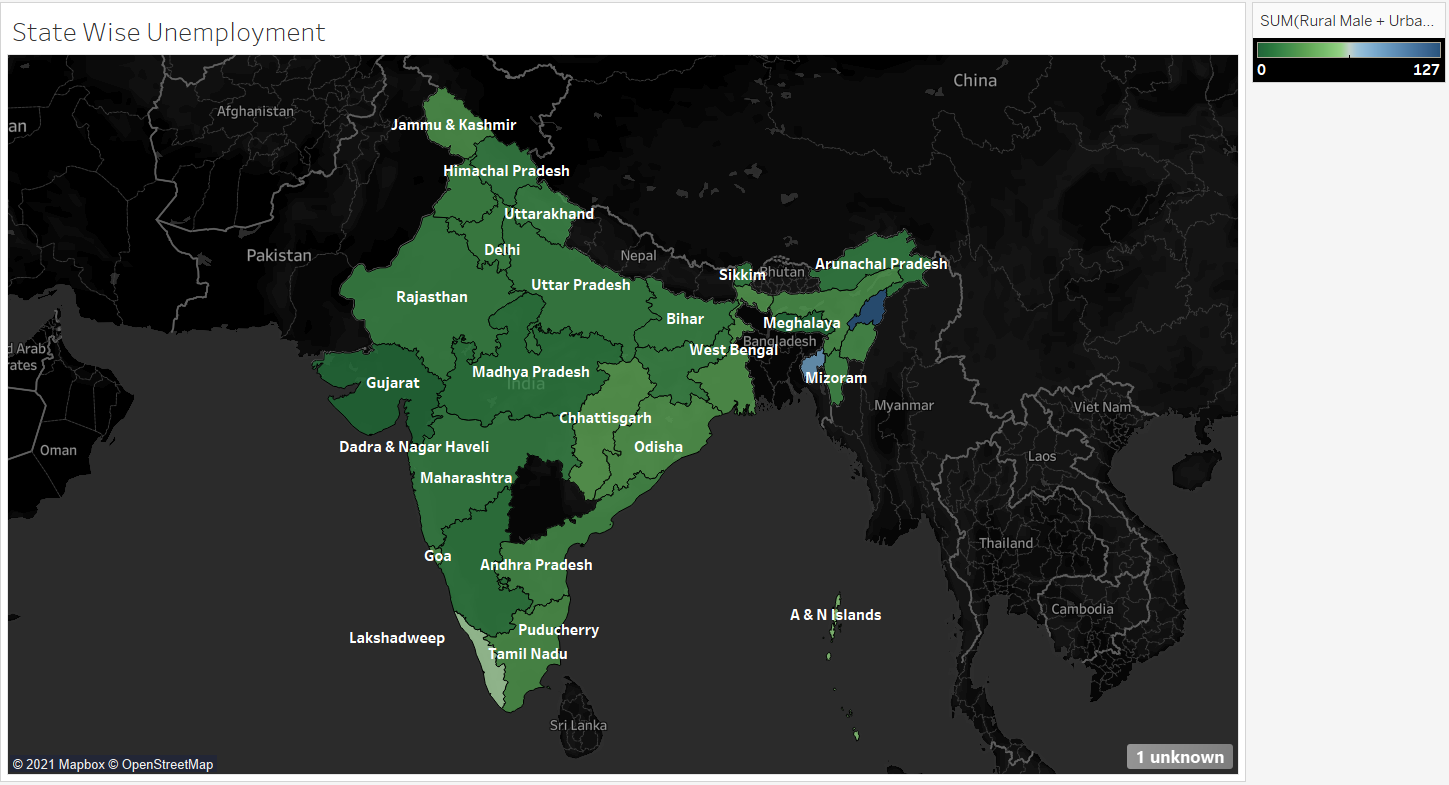 State Wise Unemployment
SUM(Rural Male + Urba...
0
127
China
Afghanistan
an
Jammu & Kashmir
Himachal Pradesh
Uttarakhand
Delhi
Pakistan
Nepal
Arunachal Pradesh
Sikkim
Bhutan
Uttar Pradesh
Rajasthan
Bihar
Meghalaya
Bangladesh
d Arab
rates
West Bengal
Madhya Pradesh
India
Gujarat
Mizoram
Myanmar
Viet Nam
Chhattisgarh
Dadra & Nagar Haveli
Odisha
Oman
Laos
Maharashtra
Thailand
Goa
Andhra Pradesh
Cambodia
A & N Islands
Lakshadweep
Puducherry
Tamil Nadu
Sri Lanka
© 2021 Mapbox © OpenStreetMap
1 unknown